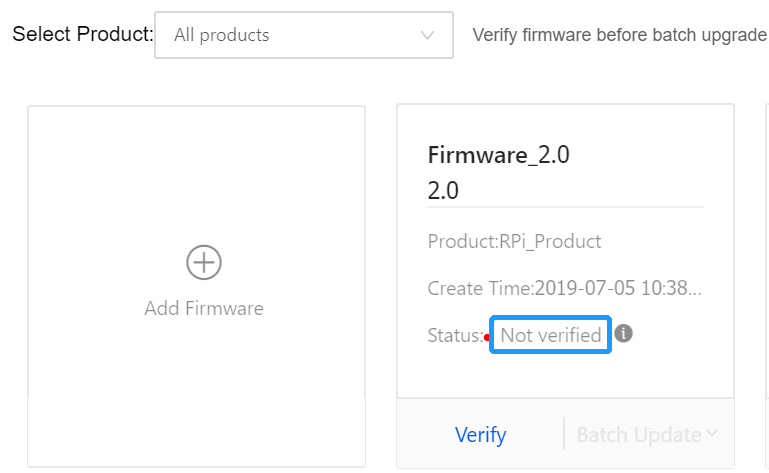 Select Product: All products Verify firmware before batch upgrade
Add Firmware
Firmware_2.0
2.0
Product:RPi_Product
Create Time:2019-07-05 10:38...
Status: Not verified
Verify Batch Update